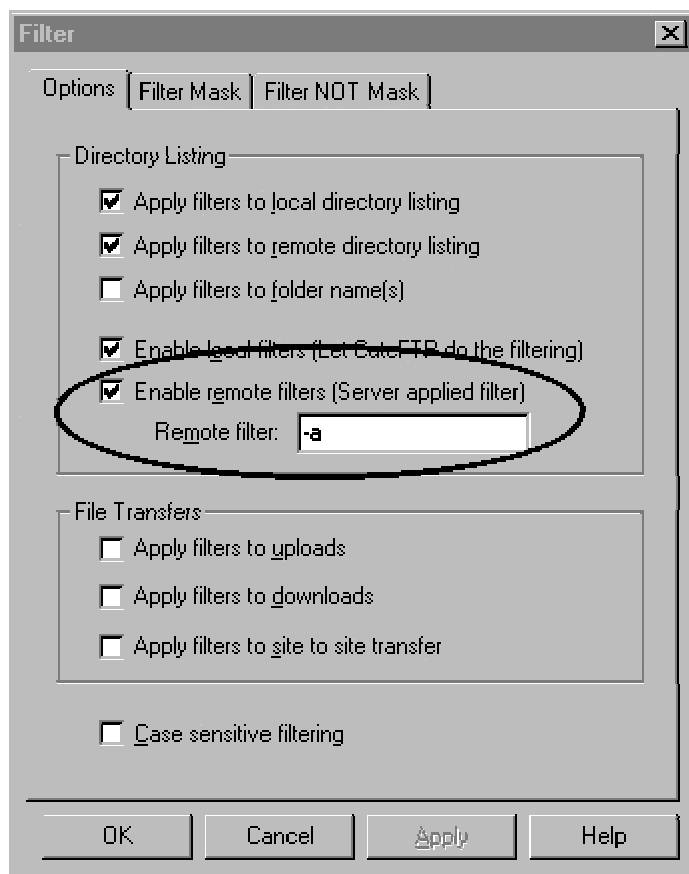 Filter
Options Filter Mask Filter NOT Mask
Directory Listing
Apply filters to local directory listing
Apply filters to remote directory listing
Apply filters to folder name(s)
Enable local filters (Let CuteFTP do the filtering)
Enable remote filters (Server applied filter)
Remote filter: -a
File Transfers
Apply filters to uploads
Apply filters to downloads
Apply filters to site to site transfer
Case sensitive filtering
OK Cancel Apply Help